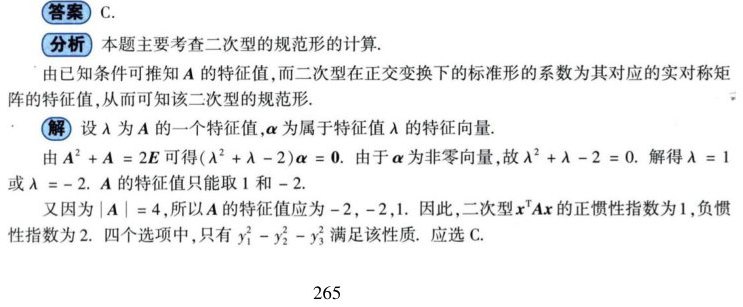 答案 C.
分析 本题主要考查二次型的规范形的计算.
由已知条件可推知 A 的特征值,而二次型在正交变换下的标准形的系数为其对应的实对称矩
阵的特征值,从而可知该二次型的规范形.
解 设 λ 为 A 的一个特征值,α 为属于特征值 λ 的特征向量.
由 A² + A = 2E 可得(λ² + λ - 2)α = 0. 由于 α 为非零向量,故 λ² + λ - 2 = 0. 解得 λ = 1
或 λ = - 2. A 的特征值只能取 1 和 - 2.
又因为 | A | = 4,所以 A 的特征值应为 - 2, - 2,1. 因此,二次型 xᵀAx 的正惯性指数为 1,负惯
性指数为 2. 四个选项中,只有 y₁² - y₂² - y₃² 满足该性质. 应选 C.
265